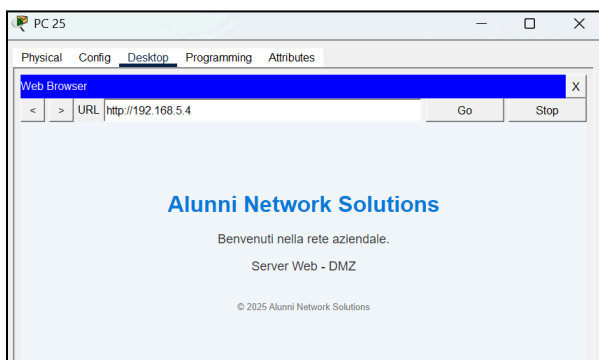 PC 25
Physical Config Desktop Programming Attributes
Web Browser X
< > URL http://192.168.5.4 Go Stop
Alunni Network Solutions
Benvenuti nella rete aziendale.
Server Web - DMZ
© 2025 Alunni Network Solutions